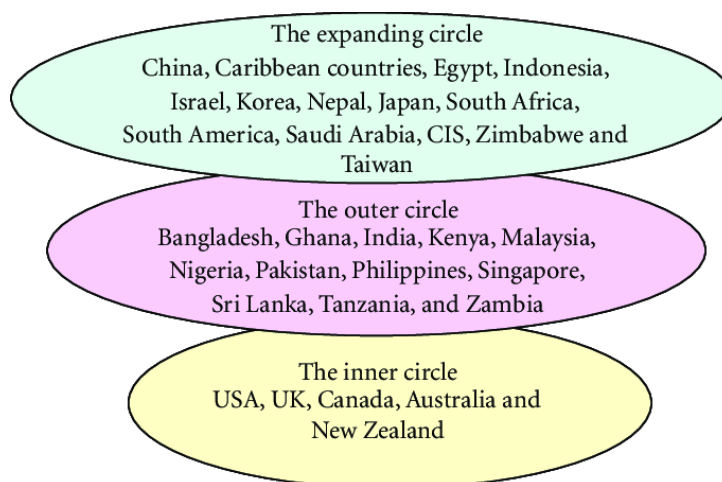 The expanding circle
China, Caribbean countries, Egypt, Indonesia,
Israel, Korea, Nepal, Japan, South Africa,
South America, Saudi Arabia, CIS, Zimbabwe and
Taiwan
The outer circle
Bangladesh, Ghana, India, Kenya, Malaysia,
Nigeria, Pakistan, Philippines, Singapore,
Sri Lanka, Tanzania, and Zambia
The inner circle
USA, UK, Canada, Australia and
New Zealand